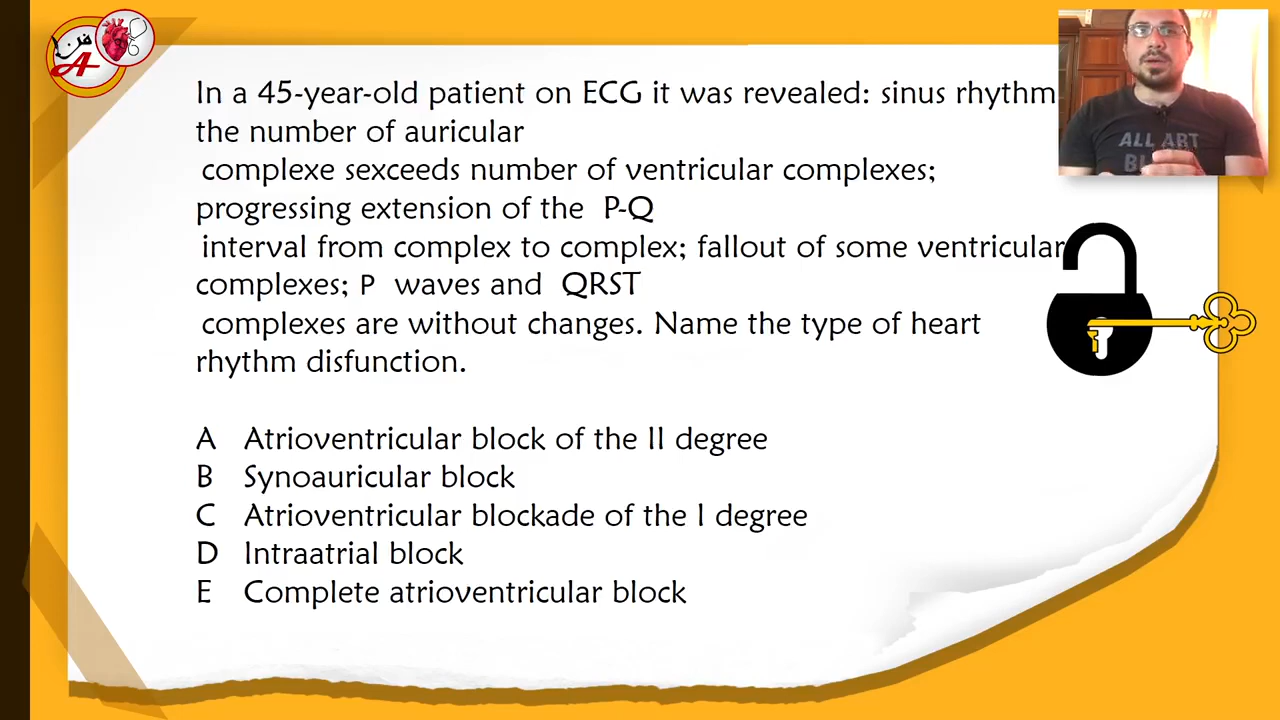 فن
A
In a 45-year-old patient on ECG it was revealed: sinus rhythm
the number of auricular
complexe sexceeds number of ventricular complexes;
progressing extension of the P-Q
interval from complex to complex; fallout of some ventricular
complexes; P waves and QRST
complexes are without changes. Name the type of heart
rhythm disfunction.
A Atrioventricular block of the II degree
B Synoauricular block
C Atrioventricular blockade of the I degree
D Intraatrial block
E Complete atrioventricular block
ALL ART